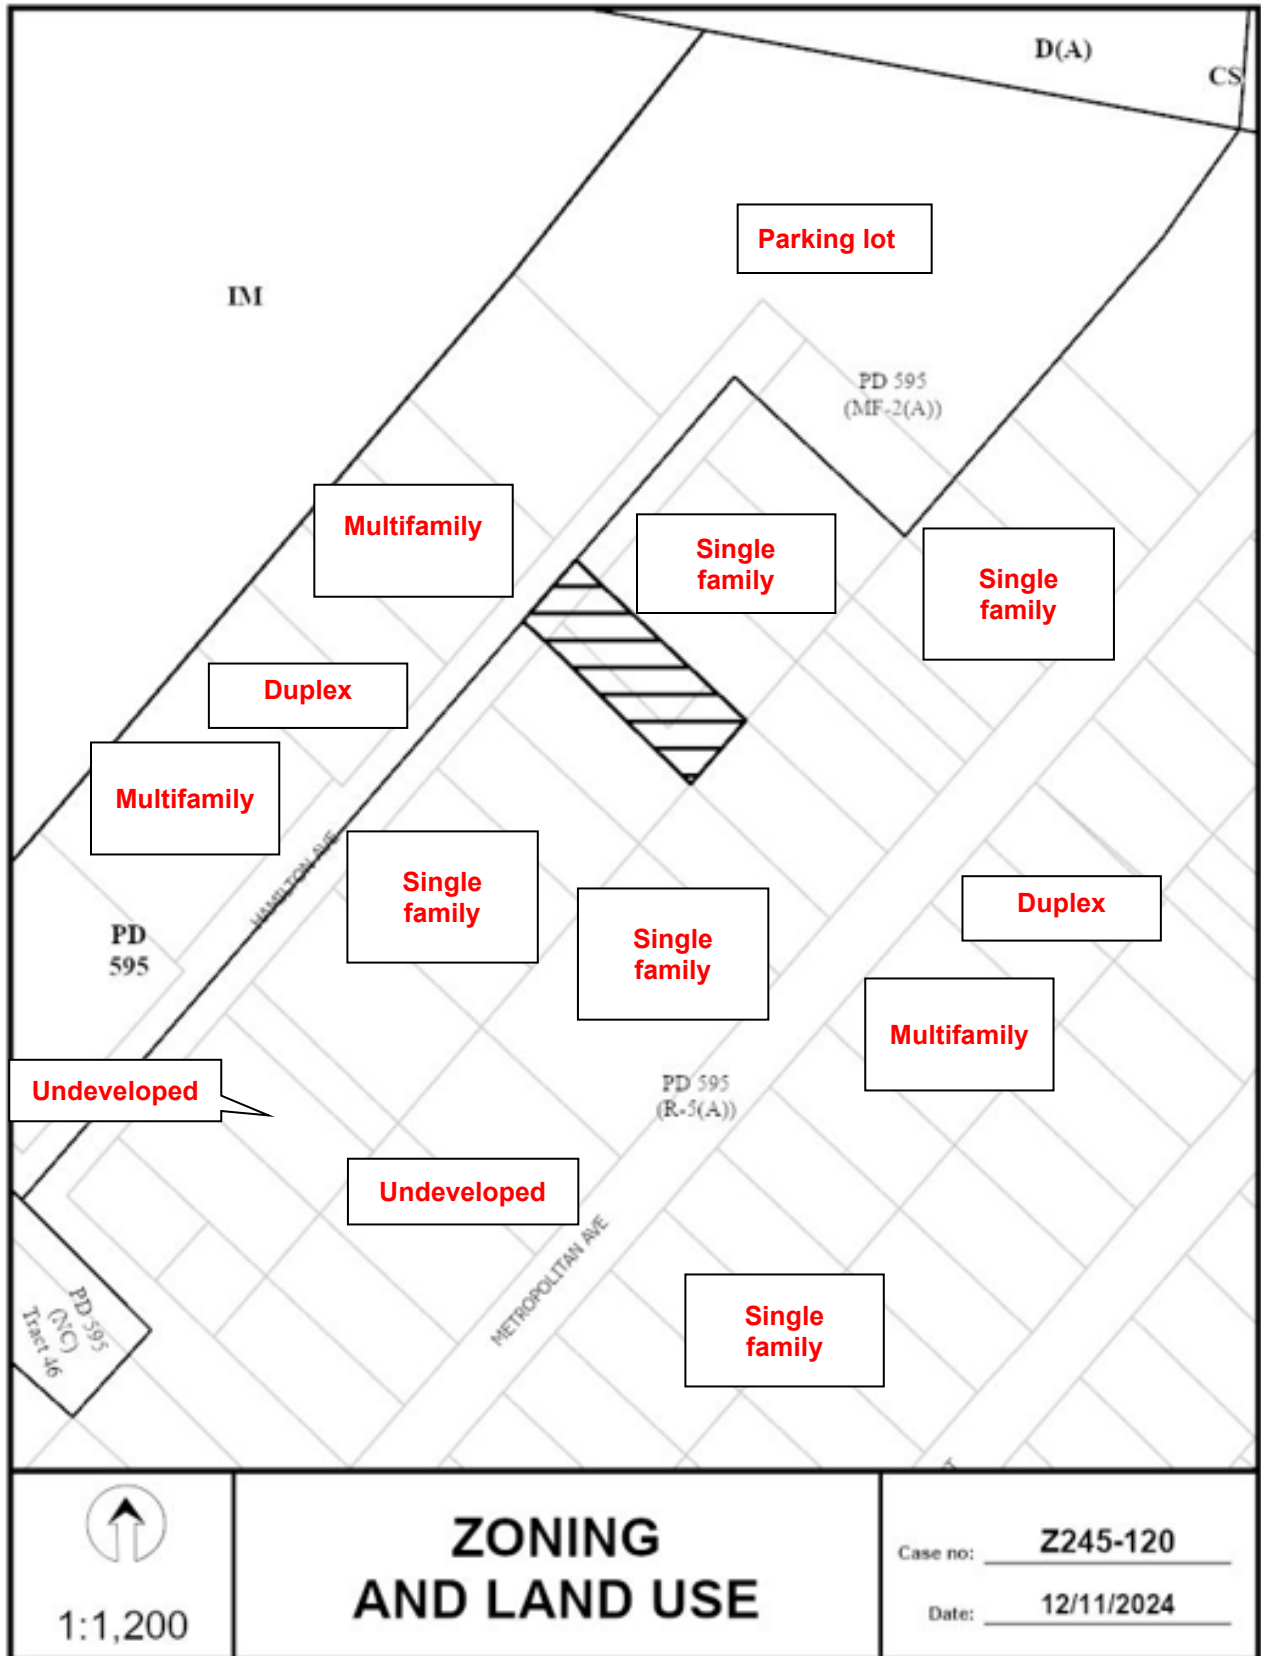 D(A)
CS
Parking lot
IM
PD 595
(MF-2(A))
Multifamily
Single
family
Single
family
Duplex
Multifamily
HAMILTON AVE
Single
family
Duplex
PD
595
Single
family
Multifamily
Undeveloped
PD 595
(R-5(A))
Undeveloped
METROPOLITAN AVE
PD 595
(NC)
Tract 46
Single
family
1:1,200
ZONING
AND LAND USE
Case no: Z245-120
Date: 12/11/2024